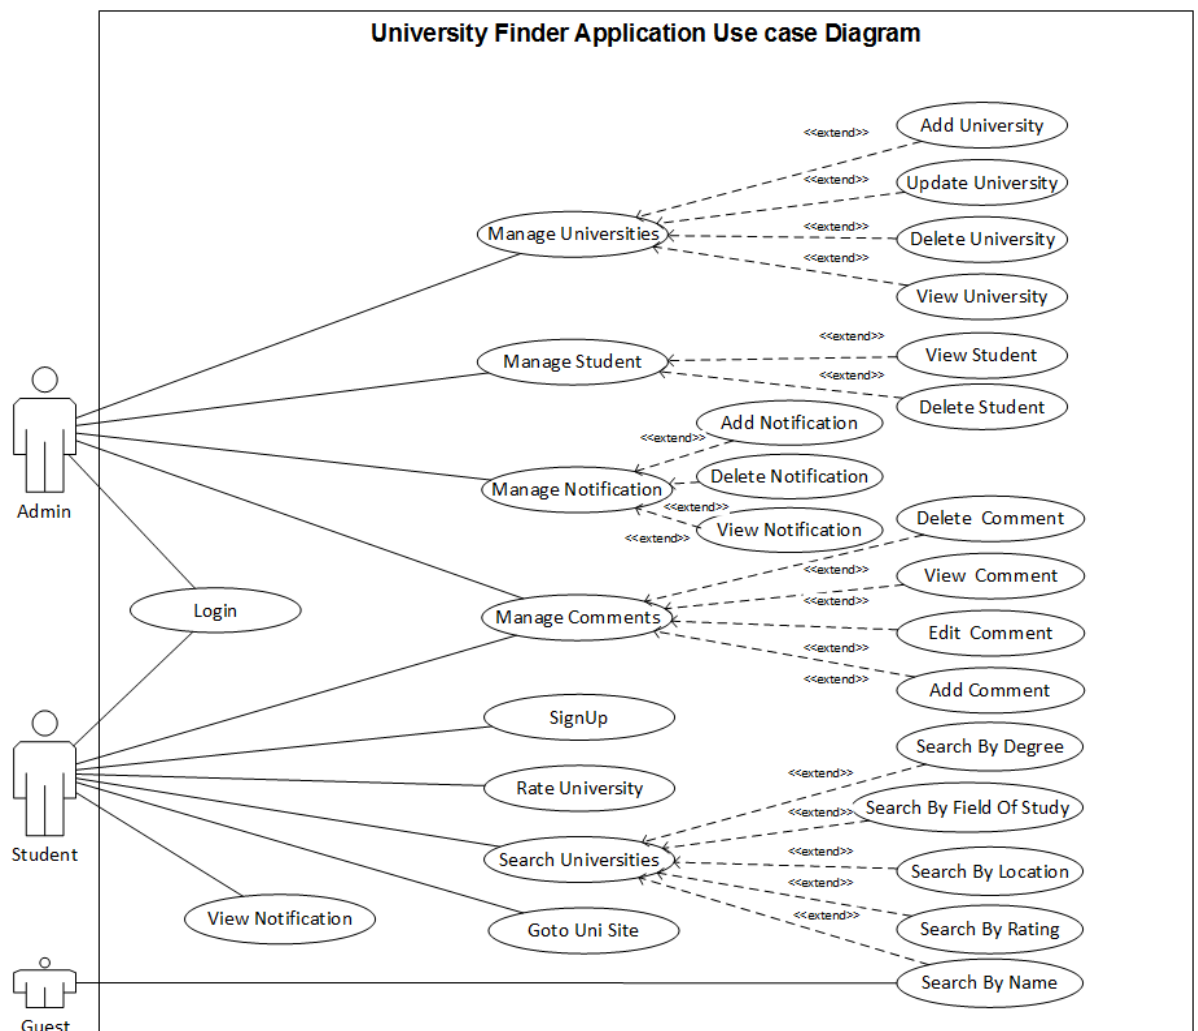 University Finder Application Use case Diagram
<<extend>>
Add University
<<extend>>
Update University
Manage Universities
<<extend>>
Delete University
<<extend>>
View University
<<extend>>
View Student
Manage Student
<<extend>>
Delete Student
Add Notification
<<extend>>
Delete Notification
Manage Notification
<<extend>>
View Notification
<<extend>>
Admin
Delete  Comment
<<extend>>
View  Comment
Login
<<extend>>
Manage Comments
Edit  Comment
<<extend>>
<<extend>>
Add Comment
SignUp
Search By Degree
<<extend>>
Rate University
Search By Field Of Study
<<extend>>
Student
Search Universities
<<extend>>
Search By Location
<<extend>>
View Notification
<<extend>>
Goto Uni Site
Search By Rating
Search By Name
Guest